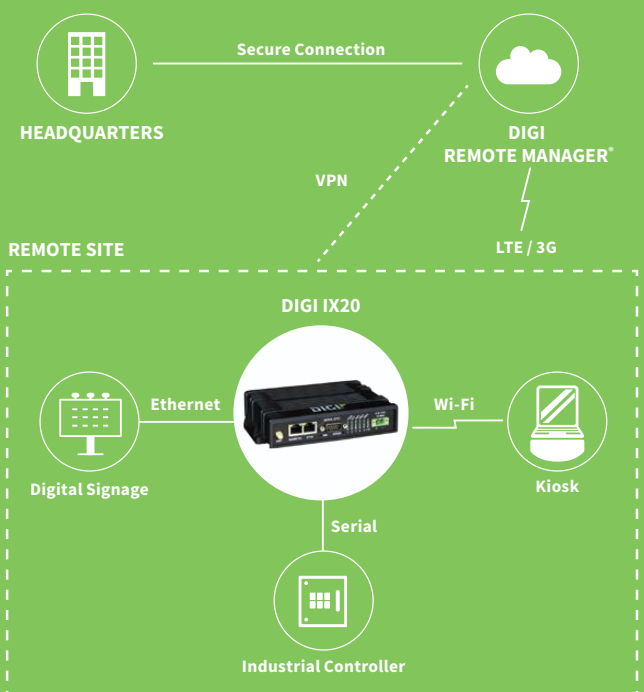 Secure Connection
HEADQUARTERS
DIGI
REMOTE MANAGER®
VPN
LTE / 3G
REMOTE SITE
DIGI IX20
DIGI
Ethernet
Wi-Fi
Digital Signage
Kiosk
Serial
Industrial Controller